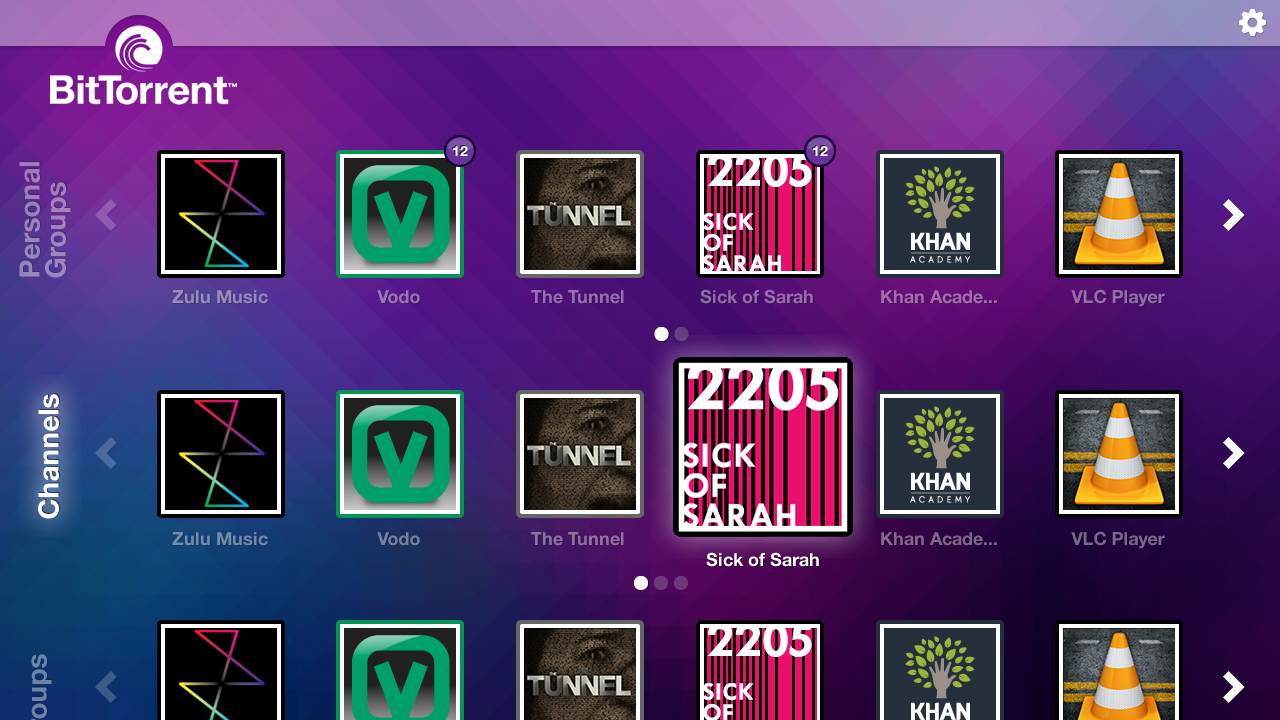 BitTorrent™
Personal
Groups
12
12
TÜNNEL
2205
SICK
OF
SARAH
KHAN
ACADEMY
Zulu Music
Vodo
The Tunnel
Sick of Sarah
Khan Acade...
VLC Player
Channels
TÜNNEL
2205
SICK
OF
SARAH
KHAN
ACADEMY
Zulu Music
Vodo
The Tunnel
Sick of Sarah
Khan Acade...
VLC Player
TÜNNEL
2205
SICK
OF
KHAN